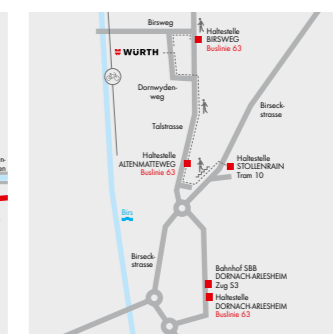 Birsweg
Haltestelle
BIRSWEG
Buslinie 63
WÜRTH
Dornwyden-
weg
Birseck-
strasse
Talstrasse
Haltestelle
ALTENMATTEWEG
Buslinie 63
Haltestelle
STOLLENRAIN
Tram 10
Birs
Birseck-
strasse
Bahnhof SBB
DORNACH-ARLESHEIM
Zug S3
Haltestelle
DORNACH-ARLESHEIM
Buslinie 63